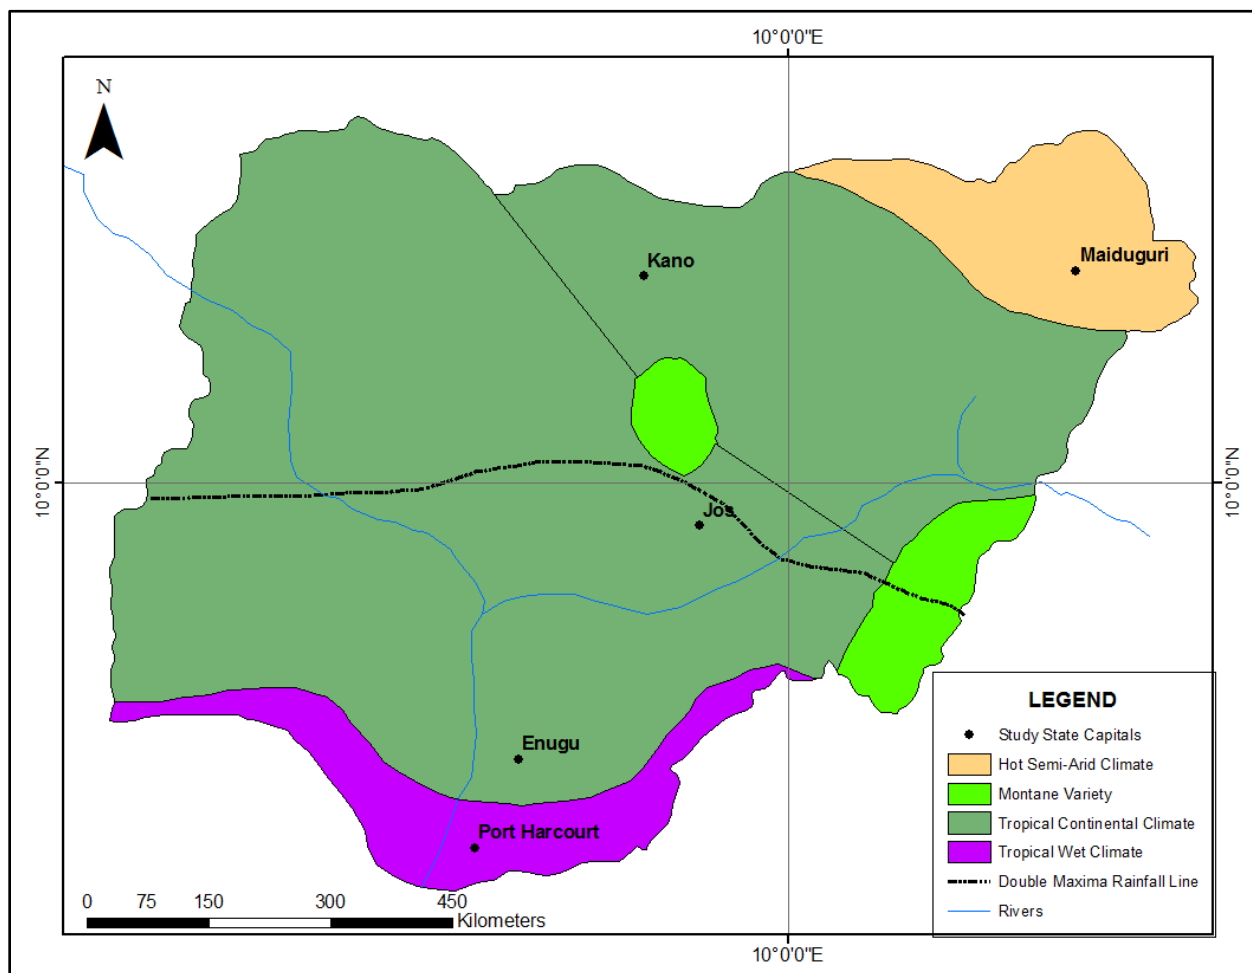 10°0'0"E
N
Kano
Maiduguri
10°0'0"N
10°0'0"N
Jos
Enugu
Port Harcourt
LEGEND
Study State Capitals
Hot Semi-Arid Climate
Montane Variety
Tropical Continental Climate
Tropical Wet Climate
Double Maxima Rainfall Line
Rivers
0 75 150 300 450
Kilometers
10°0'0"E